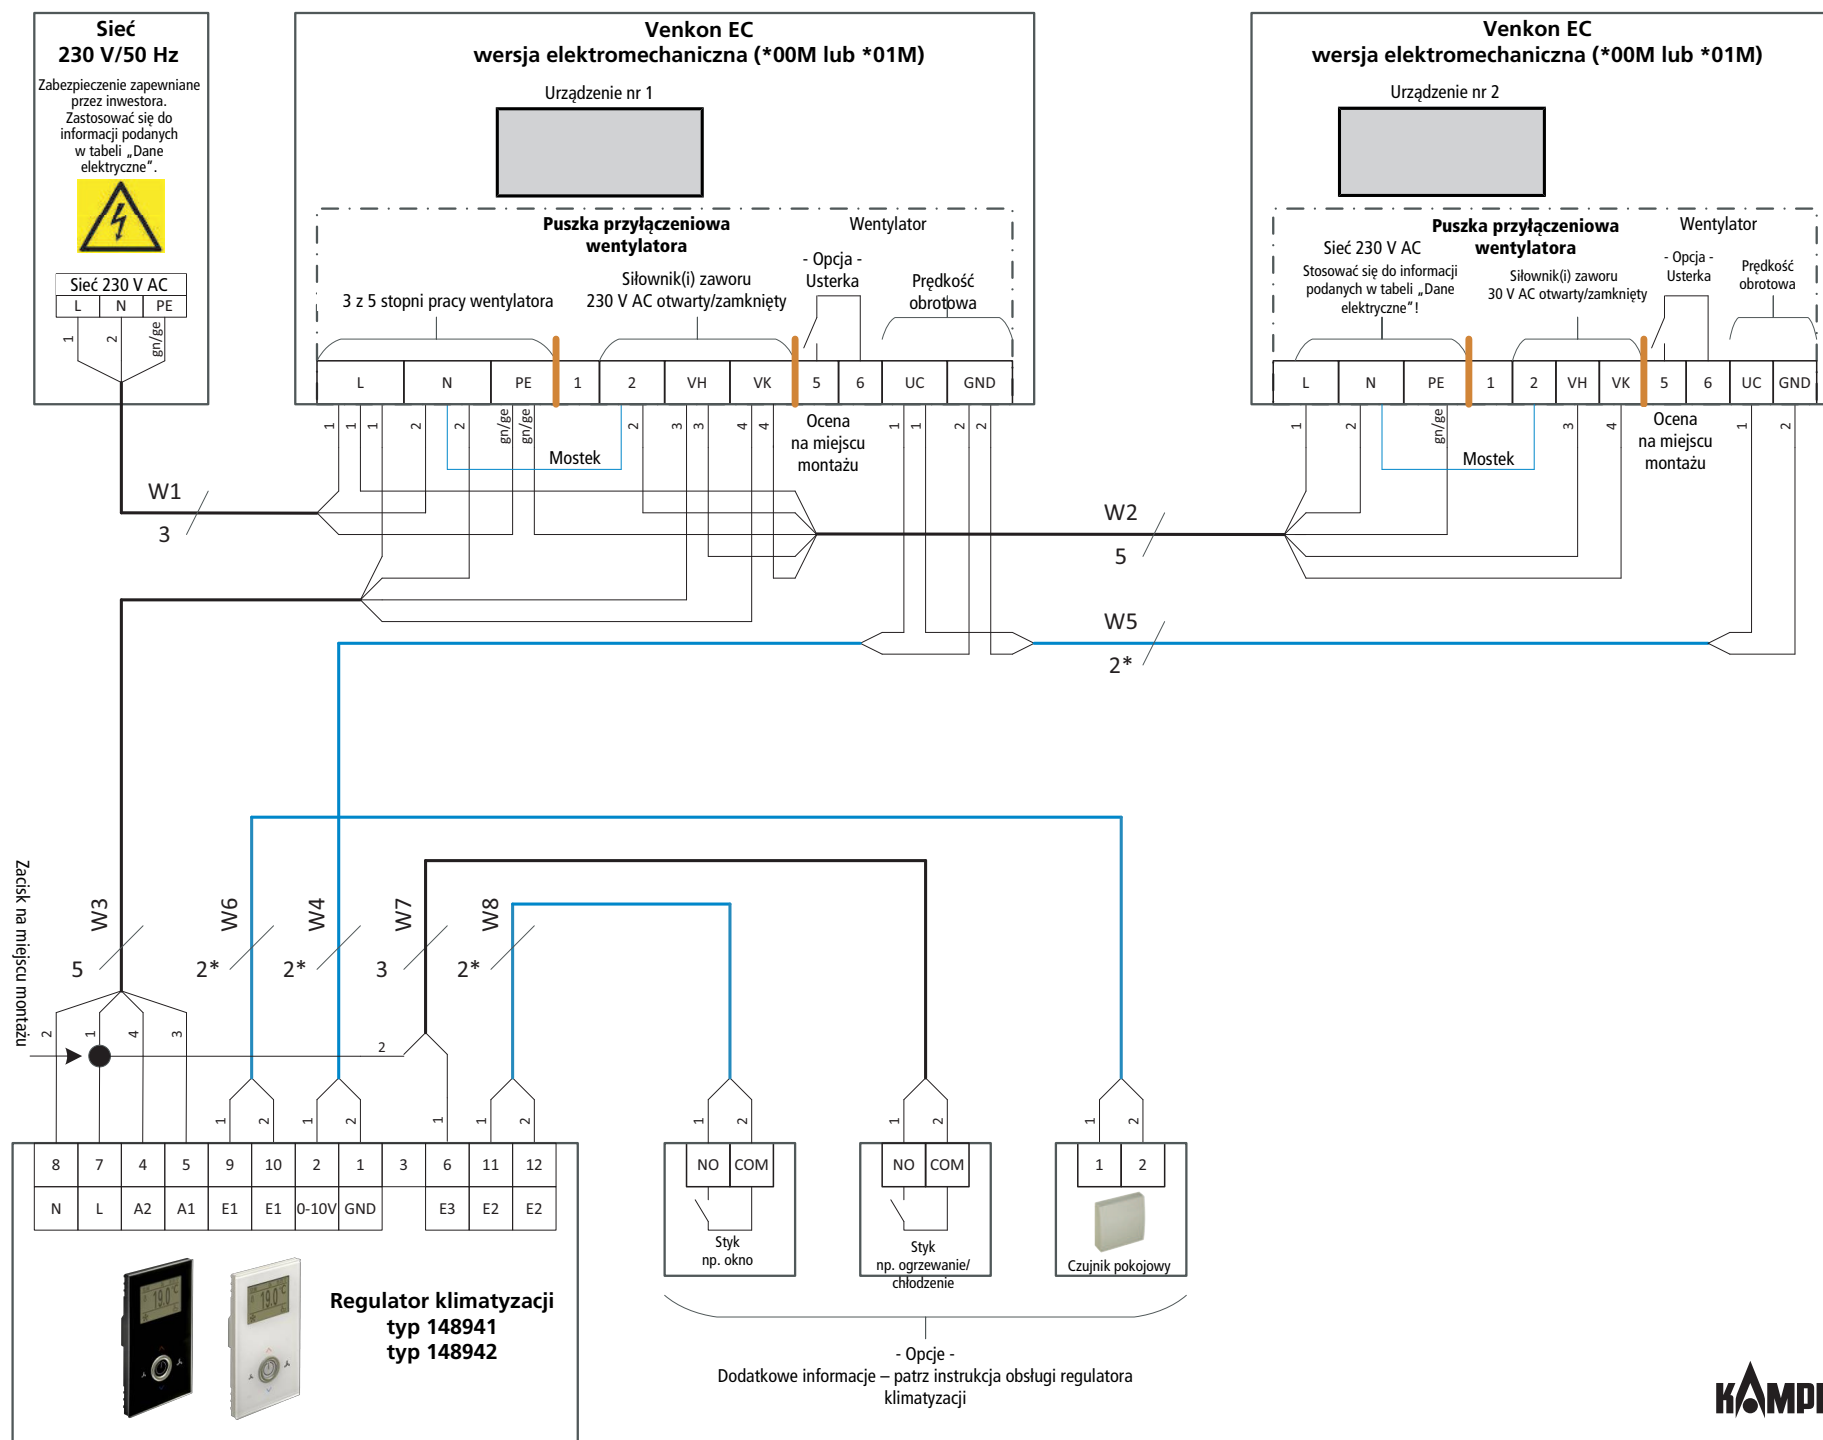 Sieć
230 V/50 Hz
Zabezpieczenie zapewniane
przez inwestora.
Zastosować się do
informacji podanych
w tabeli „Dane
elektryczne".
Sieć 230 V AC
L N PE
1 2 gn/ge
Venkon EC
wersja elektromechaniczna (*00M lub *01M)
Urządzenie nr 1
Puszka przyłączeniowa
wentylatora
Wentylator
3 z 5 stopni pracy wentylatora
Siłownik(i) zaworu
230 V AC otwarty/zamknięty
- Opcja -
Usterka
Prędkość
obrotowa
L N PE 1 2 VH VK 5 6 UC GND
1 1 1 2 2 gn/ge gn/ge 2 3 3 4 4 1 1 2 2
Mostek
Ocena
na miejscu
montażu
Venkon EC
wersja elektromechaniczna (*00M lub *01M)
Urządzenie nr 2
Puszka przyłączeniowa
wentylatora
Wentylator
Sieć 230 V AC
Stosować się do informacji
podanych w tabeli „Dane
elektryczne"!
Siłownik(i) zaworu
30 V AC otwarty/zamknięty
- Opcja -
Usterka
Prędkość
obrotowa
L N PE 1 2 VH VK 5 6 UC GND
1 2 gn/ge 3 4 1 2
Mostek
Ocena
na miejscu
montażu
W1
3
W2
5
W5
2*
Zacisk na miejscu montażu
W3
5
W6
2*
W4
2*
W7
3
W8
2*
2 1 4 3
2
1 2 1 2 1 1 2
1 2 1 2 1 2
8 7 4 5 9 10 2 1 3 6 11 12
N L A2 A1 E1 E1 0-10V GND E3 E2 E2
NO COM
Styk
np. okno
NO COM
Styk
np. ogrzewanie/
chłodzenie
1 2
Czujnik pokojowy
19.0
19.0
Regulator klimatyzacji
typ 148941
typ 148942
- Opcje -
Dodatkowe informacje – patrz instrukcja obsługi regulatora
klimatyzacji
KAMP